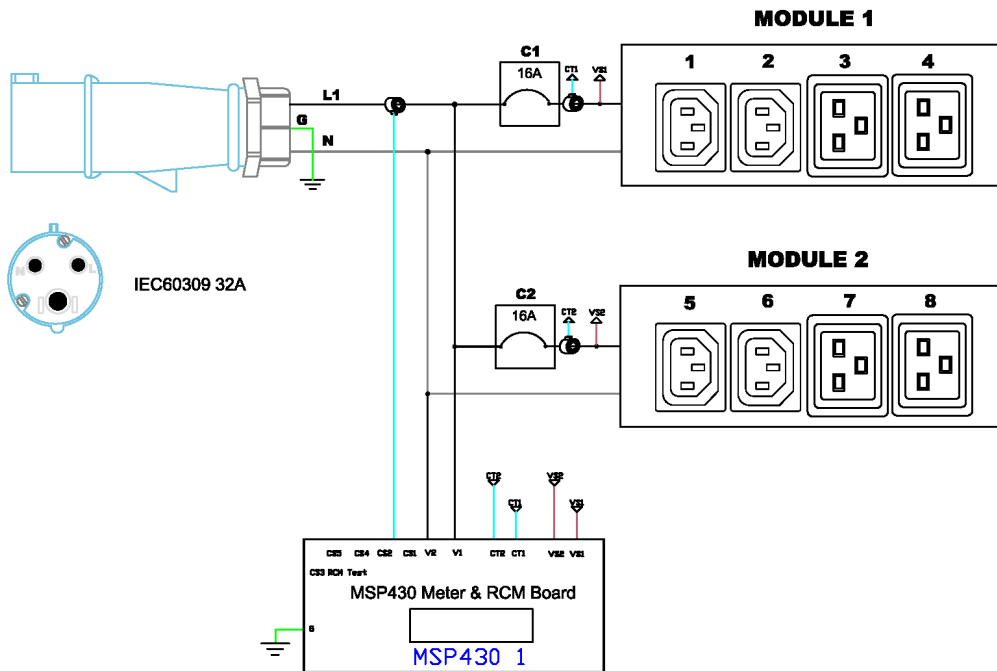 MODULE 1
C1
16A
CT1
VS1
1 2 3 4
L1
G
N
MODULE 2
N L
IEC60309 32A
C2
16A
CT2
VS2
5 6 7 8
CT2
VS2
CT1
VS1
CS5 CS4 CS2 CS1 V2 V1 CT2 CT1 VS2 VS1
CS3 RCM Test
MSP430 Meter & RCM Board
G
MSP430 1